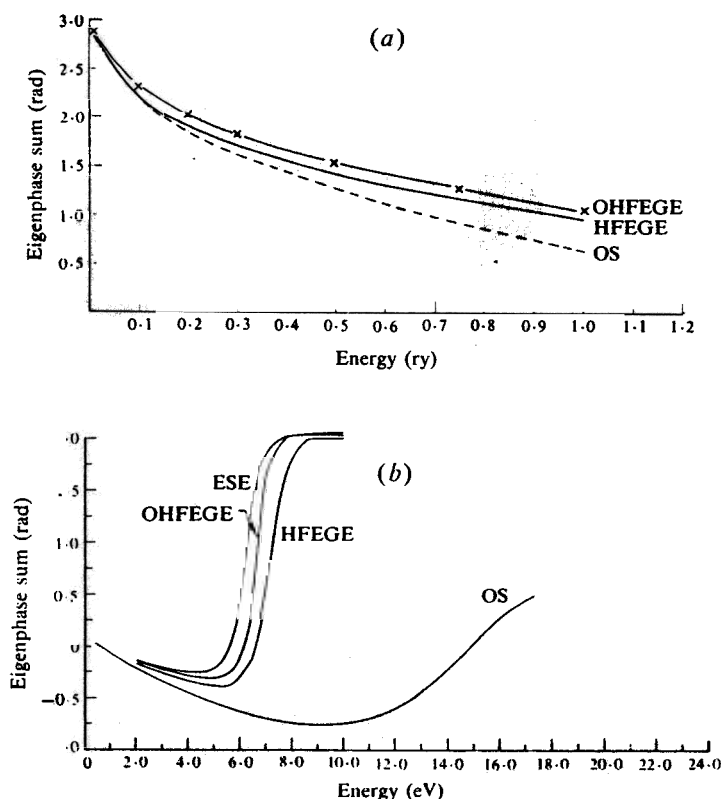 (a)
3·0
2·5
2·0
1·5
1·0
0·5
Eigenphase sum (rad)
OHFEGE
HFEGE
OS
0·1 0·2 0·3 0·4 0·5 0·6 0·7 0·8 0·9 1·0 1·1 1·2
Energy (ry)
(b)
·0
·5
1·0
0·5
0
−0·5
·0
Eigenphase sum (rad)
ESE
OHFEGE
HFEGE
OS
0 2·0 4·0 6·0 8·0 10·0 12·0 14·0 16·0 18·0 20·0 22·0 24·0
Energy (eV)